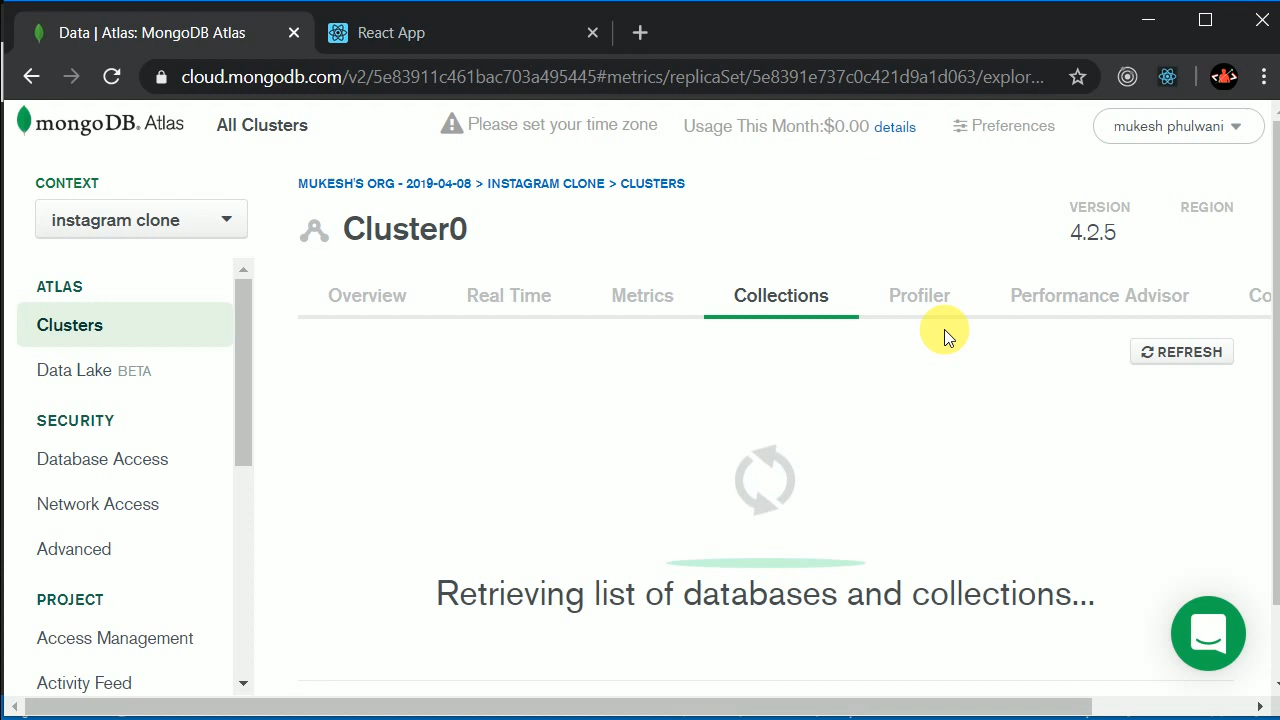 Data | Atlas: MongoDB Atlas
React App
cloud.mongodb.com/v2/5e83911c461bac703a495445#metrics/replicaSet/5e8391e737c0c421d9a1d063/explor...
mongoDB. Atlas
All Clusters
Please set your time zone
Usage This Month:$0.00 details
Preferences
mukesh phulwani
CONTEXT
instagram clone
ATLAS
Clusters
Data Lake BETA
SECURITY
Database Access
Network Access
Advanced
PROJECT
Access Management
Activity Feed
MUKESH'S ORG - 2019-04-08 > INSTAGRAM CLONE > CLUSTERS
Cluster0
VERSION
4.2.5
REGION
Overview
Real Time
Metrics
Collections
Profiler
Performance Advisor
Co
REFRESH
Retrieving list of databases and collections...